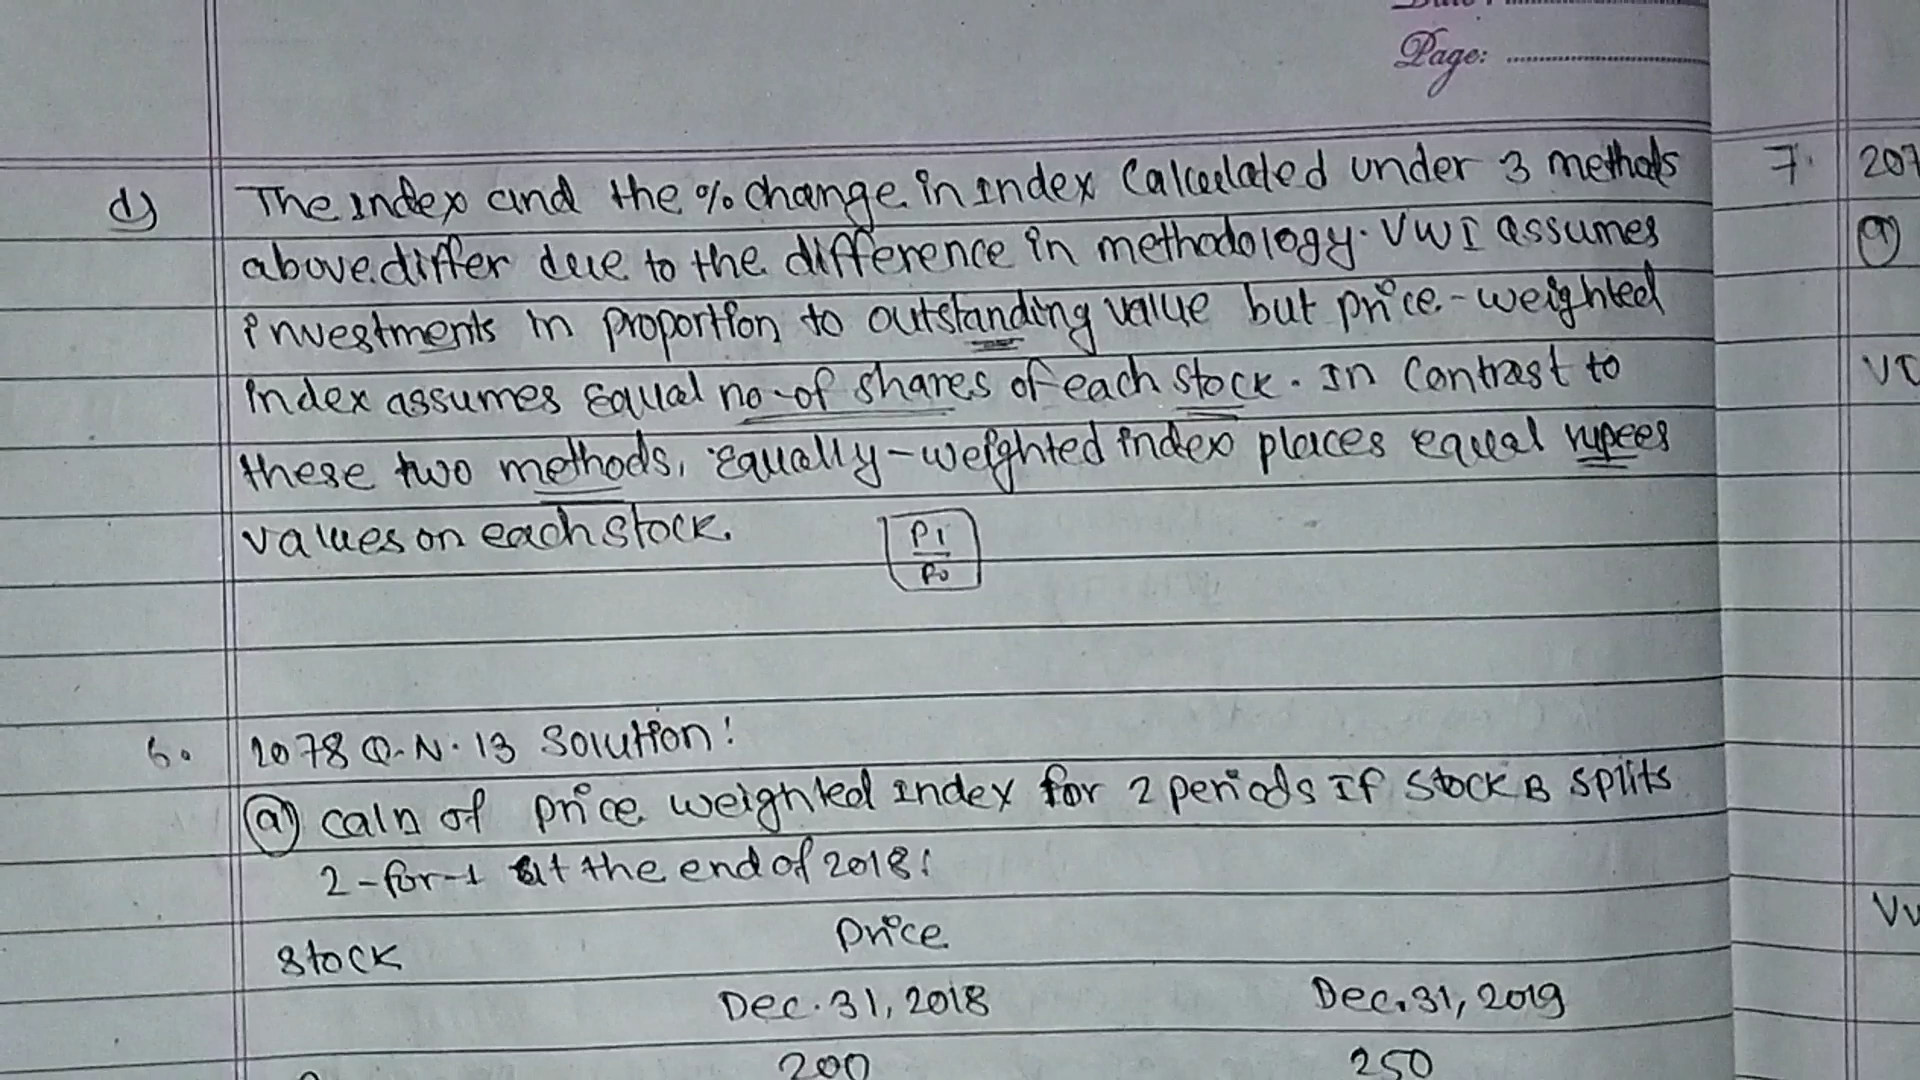 Page:
d) The Index and the % change in Index Calculated under 3 methods
above differ due to the difference in methodology. VWI assumes
investments in proportion to outstanding value but price-weighted
index assumes Equal no. of shares of each stock. In Contrast to
these two methods, Equally-weighted index places equal rupees
values on each stock.
P1
P0
6. 2078 Q.N. 13 Solution:
(a) caln of price weighted Index for 2 periods If Stock B splits
2-for-1 at the end of 2018:
Stock Price
Dec. 31, 2018 Dec. 31, 2019
200 250
7. 207
(a)